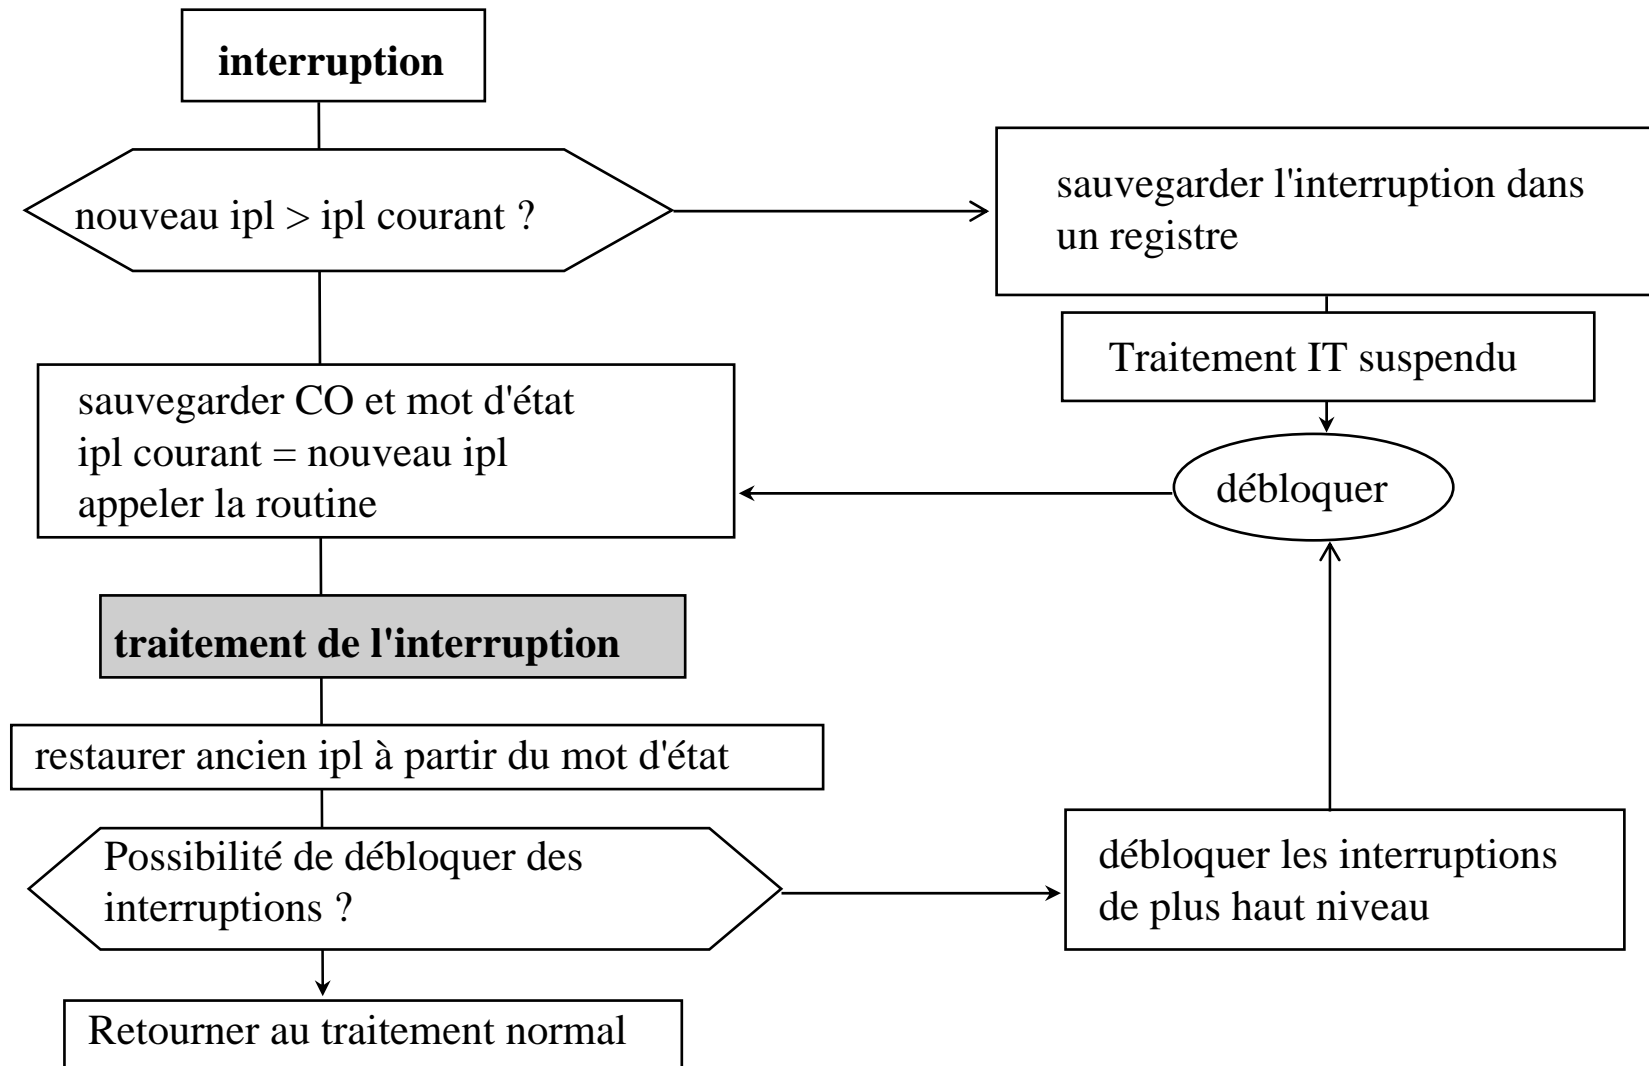 interruption
nouveau ipl > ipl courant ?
sauvegarder l'interruption dans
un registre
Traitement IT suspendu
sauvegarder CO et mot d'état
ipl courant = nouveau ipl
appeler la routine
débloquer
traitement de l'interruption
restaurer ancien ipl à partir du mot d'état
Possibilité de débloquer des
interruptions ?
débloquer les interruptions
de plus haut niveau
Retourner au traitement normal